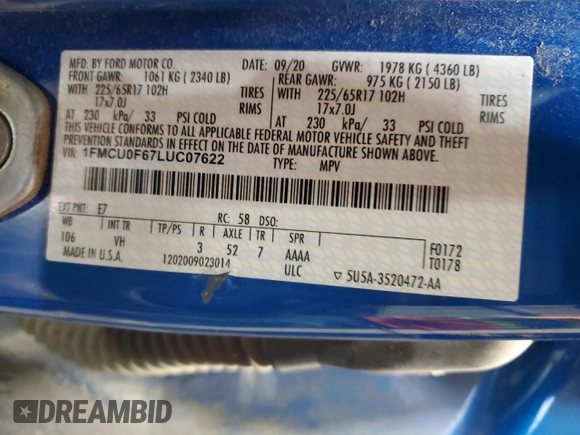 MFD. BY FORD MOTOR CO. 09/20 GVWR: 1978 KG ( 4360 LB)
FRONT GAWR: 1061 KG ( 2340 LB) REAR GAWR: 975 KG ( 2150 LB)
WITH 225/65R17 102H TIRES WITH 225/65R17 102H TIRES
17x7.0J RIMS 17x7.0J RIMS
AT 230 kPa/ 33 PSI COLD AT 230 kPa/ 33 PSI COLD
THIS VEHICLE CONFORMS TO ALL APPLICABLE FEDERAL MOTOR VEHICLE SAFETY AND THEFT
PREVENTION STANDARDS IN EFFECT ON THE DATE OF MANUFACTURE SHOWN ABOVE.
VIN: 1FMCU0F67LUC07622 TYPE: MPV
EXT PNT: E7 RC: 58 DSO:
WB INT TR TP/PS R AXLE TR SPR F0172
106 VH 3 52 7 AAAA T0178
MADE IN U.S.A. 1202009023014 ULC ▽ 5U5A-3520472-AA
DREAMBID